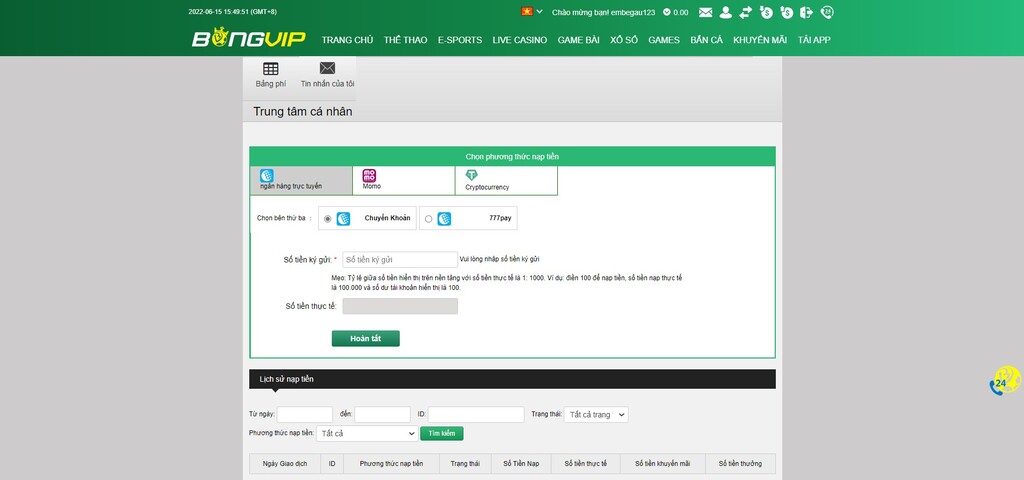 2022-06-15 15:49:51 (GMT+8)
Chào mừng bạn! embegau123 0.00
BONGVIP
TRANG CHỦ THỂ THAO E-SPORTS LIVE CASINO GAME BÀI XỔ SỐ GAMES BẮN CÁ KHUYẾN MÃI TẢI APP
Bảng phí Tin nhắn của tôi
Trung tâm cá nhân
Chọn phương thức nạp tiền
ngân hàng trực tuyến Momo Cryptocurrency
Chọn bên thứ ba : Chuyển Khoản 777pay
Số tiền ký gửi: * Số tiền ký gửi Vui lòng nhập số tiền ký gửi
Mẹo: Tỷ lệ giữa số tiền hiển thị trên nền tảng với số tiền thực tế là 1: 1000. Ví dụ: điền 100 để nạp tiền, số tiền nạp thực tế
là 100.000 và số dư tài khoản hiển thị là 100.
Số tiền thực tế:
Hoàn tất
24
Lịch sử nạp tiền
Từ ngày: đến: ID: Trạng thái: Tất cả trạng
Phương thức nạp tiền: Tất cả Tìm kiếm
Ngày Giao dịch ID Phương thức nạp tiền Trạng thái Số Tiền Nạp Số tiền thực tế Số tiền khuyến mãi Số tiền thưởng